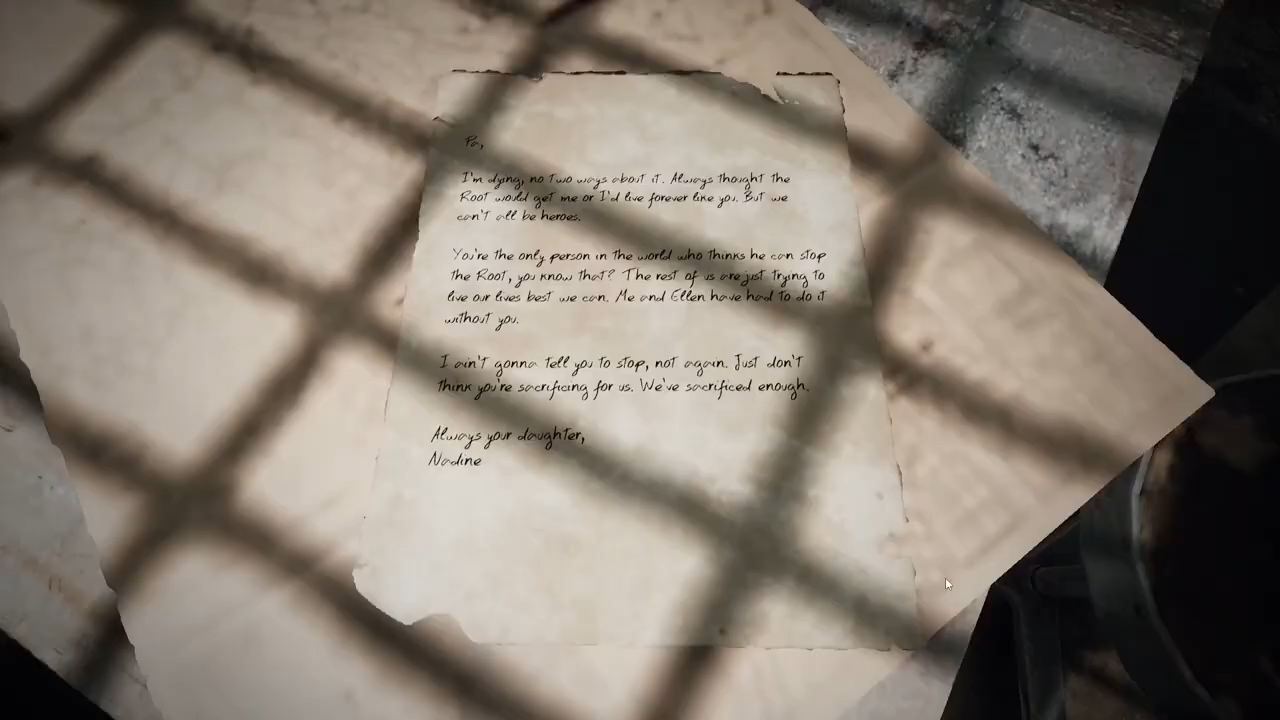 Pa,
I'm dying, no two ways about it. Always thought the
Root would get me or I'd live forever like you. But we
can't all be heroes.
You're the only person in the world who thinks he can stop
the Root, you know that? The rest of us are just trying to
live our lives best we can. Me and Ellen have had to do it
without you.
I ain't gonna tell you to stop, not again. Just don't
think you're sacrificing for us. We've sacrificed enough.
Always your daughter,
Nadine